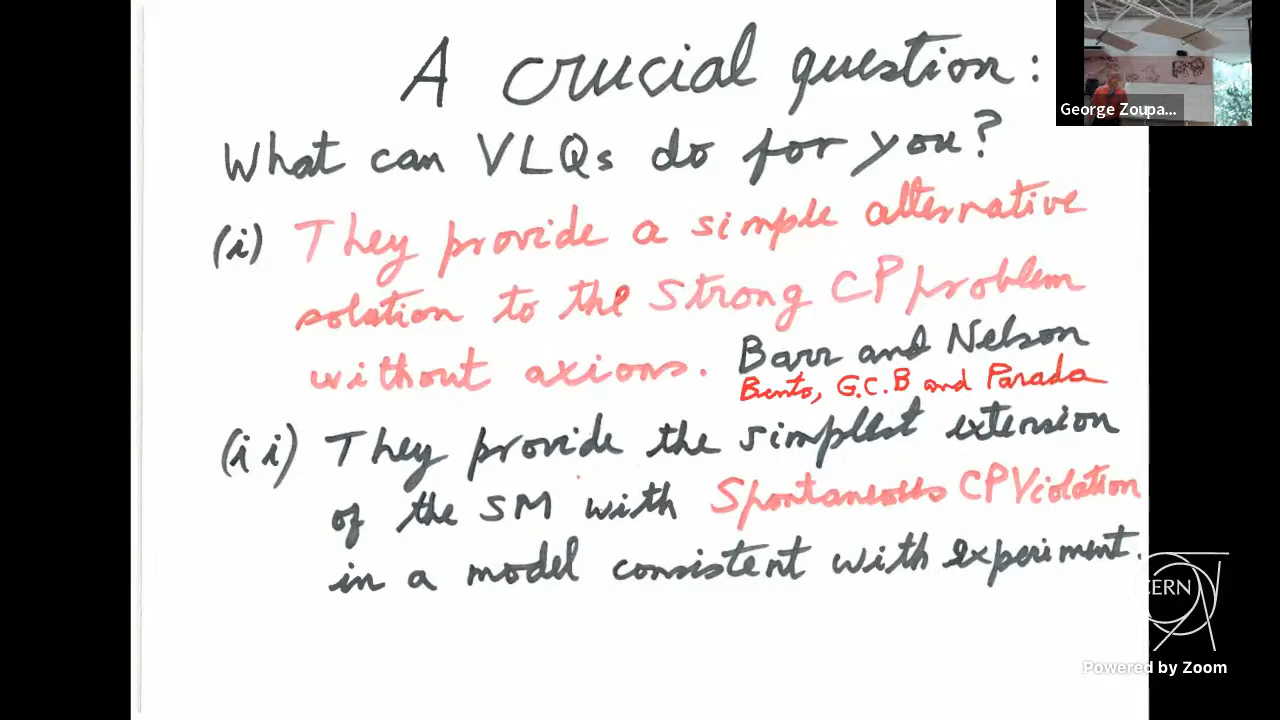 A crucial question:
What can VLQs do for you?
(i) They provide a simple alternative
solution to the Strong CP problem
without axions. Barr and Nelson
Bento, G.C.B and Parada
(ii) They provide the simplest extension
of the SM with Spontaneous CP Violation
in a model consistent with experiment.
George Zoupa...
CERN
Powered by Zoom